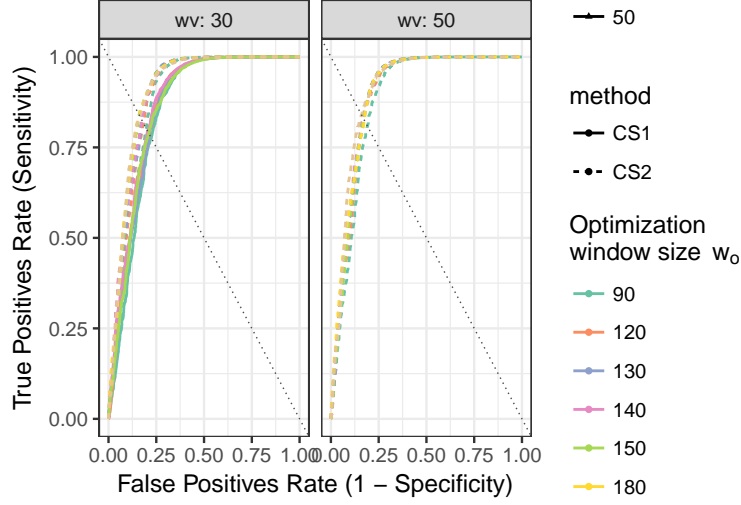 wv: 30
wv: 50
1.00
0.75
0.50
0.25
0.00
True Positives Rate (Sensitivity)
0.00 0.25 0.50 0.75 1.00
0.00 0.25 0.50 0.75 1.00
False Positives Rate (1 − Specificity)
50
method
CS1
CS2
Optimization
window size wo
90
120
130
140
150
180